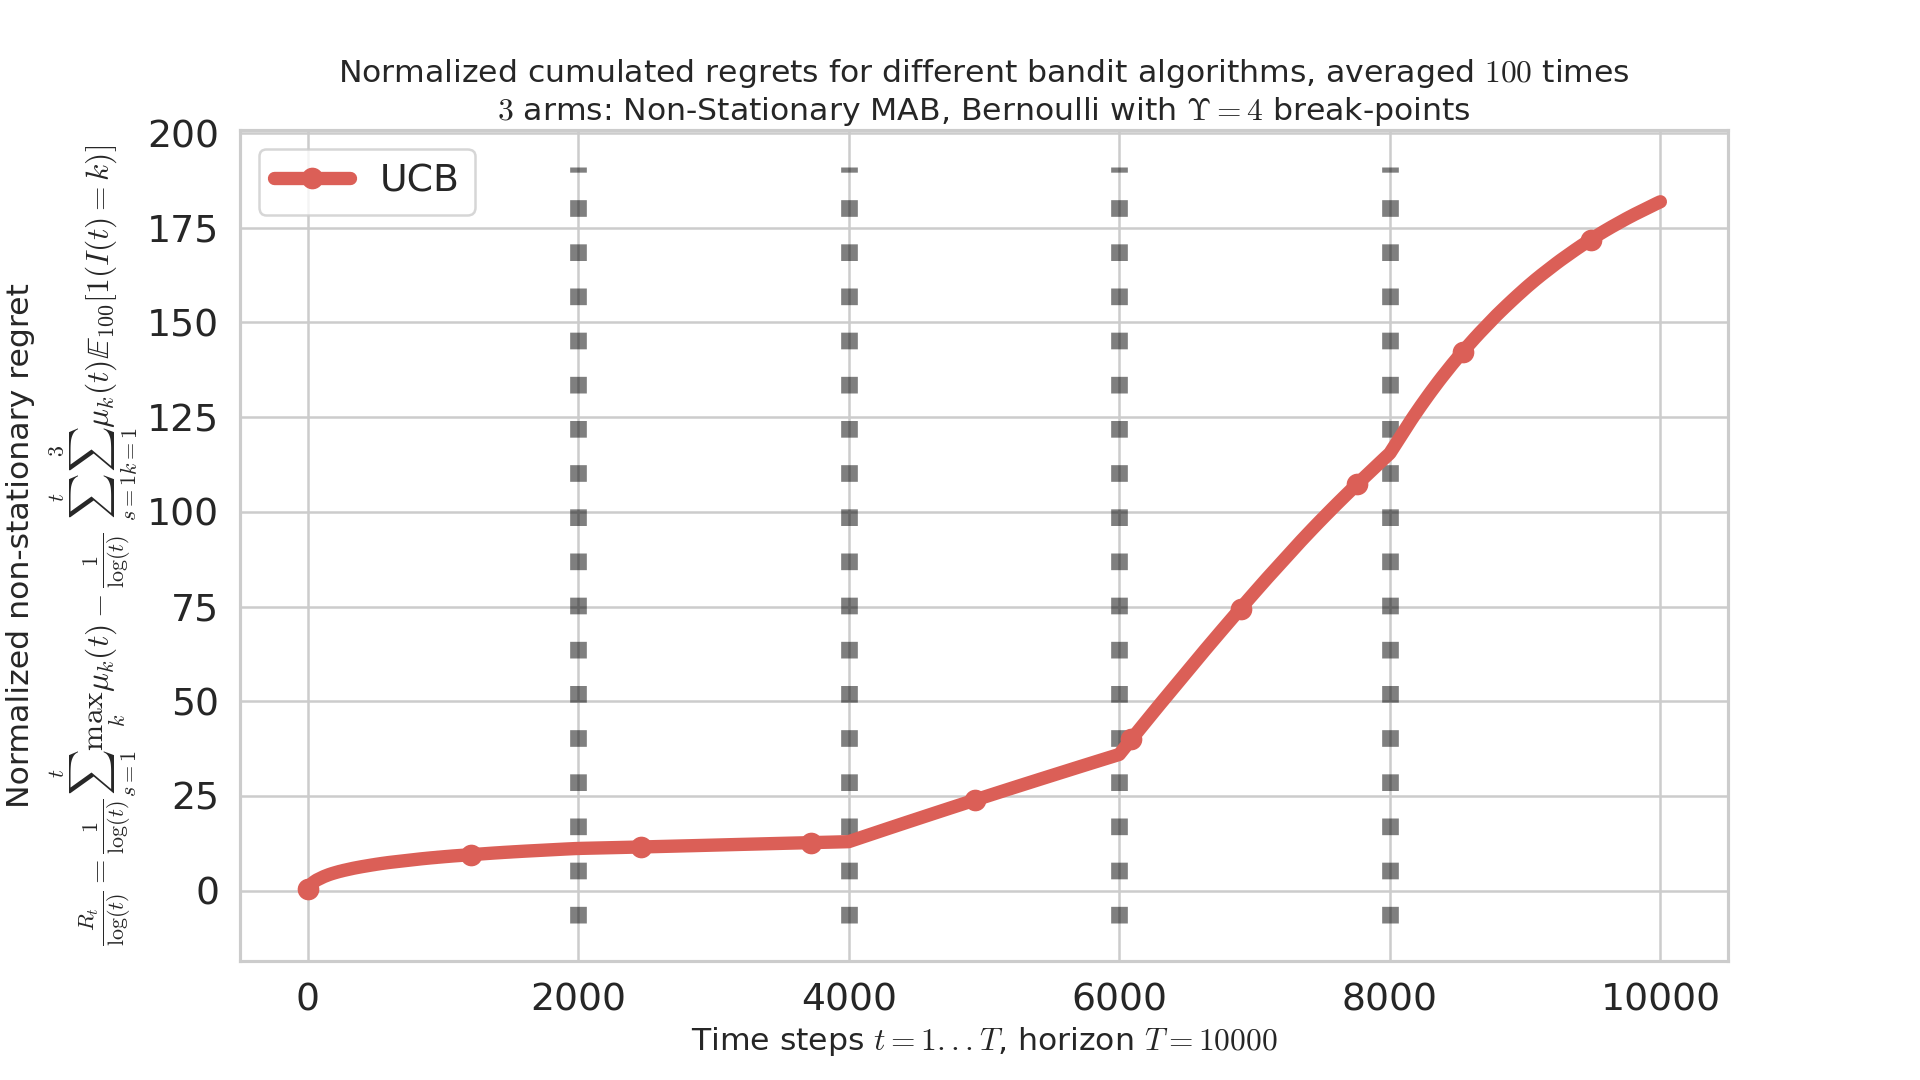 Normalized cumulated regrets for different bandit algorithms, averaged 100 times
3 arms: Non-Stationary MAB, Bernoulli with ϒ = 4 break-points
UCB
Normalized non-stationary regret
R_t/log(t) = 1/log(t) ∑_{s=1}^{t} max_k μ_k(t) − 1/log(t) ∑_{s=1}^{t} ∑_{k=1}^{3} μ_k(t) 𝔼_{100}[1(I(t) = k)]
200
175
150
125
100
75
50
25
0
0 2000 4000 6000 8000 10000
Time steps t = 1...T, horizon T = 10000